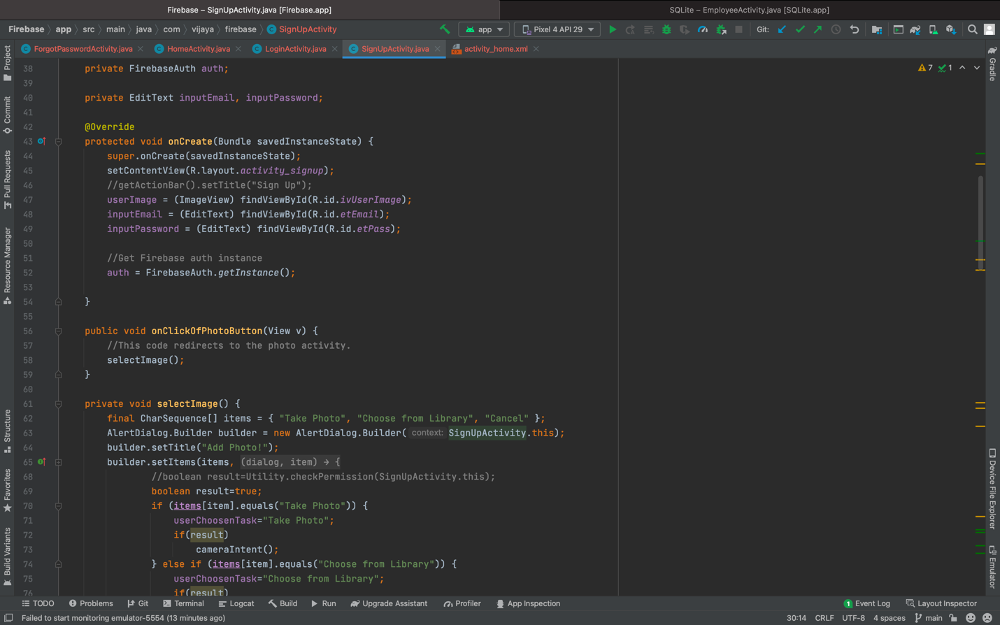 Firebase – SignUpActivity.java [Firebase.app]
SQLite – EmployeeActivity.java [SQLite.app]
Firebase app src main java com vijaya firebase SignUpActivity
app Pixel 4 API 29 Git:
ForgotPasswordActivity.java HomeActivity.java LoginActivity.java SignUpActivity.java activity_home.xml
7 1
38 private FirebaseAuth auth;
39
40 private EditText inputEmail, inputPassword;
41
42 @Override
43 protected void onCreate(Bundle savedInstanceState) {
44 super.onCreate(savedInstanceState);
45 setContentView(R.layout.activity_signup);
46 //getActionBar().setTitle("Sign Up");
47 userImage = (ImageView) findViewById(R.id.ivUserImage);
48 inputEmail = (EditText) findViewById(R.id.etEmail);
49 inputPassword = (EditText) findViewById(R.id.etPass);
50
51 //Get Firebase auth instance
52 auth = FirebaseAuth.getInstance();
53
54 }
55
56 public void onClickOfPhotoButton(View v) {
57 //This code redirects to the photo activity.
58 selectImage();
59 }
60
61 private void selectImage() {
62 final CharSequence[] items = { "Take Photo", "Choose from Library", "Cancel" };
63 AlertDialog.Builder builder = new AlertDialog.Builder( context: SignUpActivity.this);
64 builder.setTitle("Add Photo!");
65 builder.setItems(items, (dialog, item) → {
68 //boolean result=Utility.checkPermission(SignUpActivity.this);
69 boolean result=true;
70 if (items[item].equals("Take Photo")) {
71 userChoosenTask="Take Photo";
72 if(result)
73 cameraIntent();
74 } else if (items[item].equals("Choose from Library")) {
75 userChoosenTask="Choose from Library";
76 if(result)
Project
Commit
Pull Requests
Resource Manager
Structure
Favorites
Build Variants
Gradle
Device File Explorer
Emulator
TODO Problems Git Terminal Logcat Build Run Upgrade Assistant Profiler App Inspection 1 Event Log Layout Inspector
Failed to start monitoring emulator-5554 (13 minutes ago) 30:14 CRLF UTF-8 4 spaces main